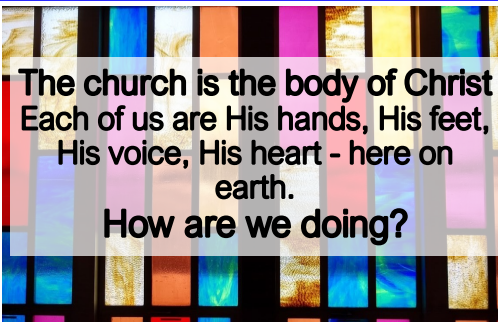 The church is the body of Christ
Each of us are His hands, His feet,
His voice, His heart - here on
earth.
How are we doing?